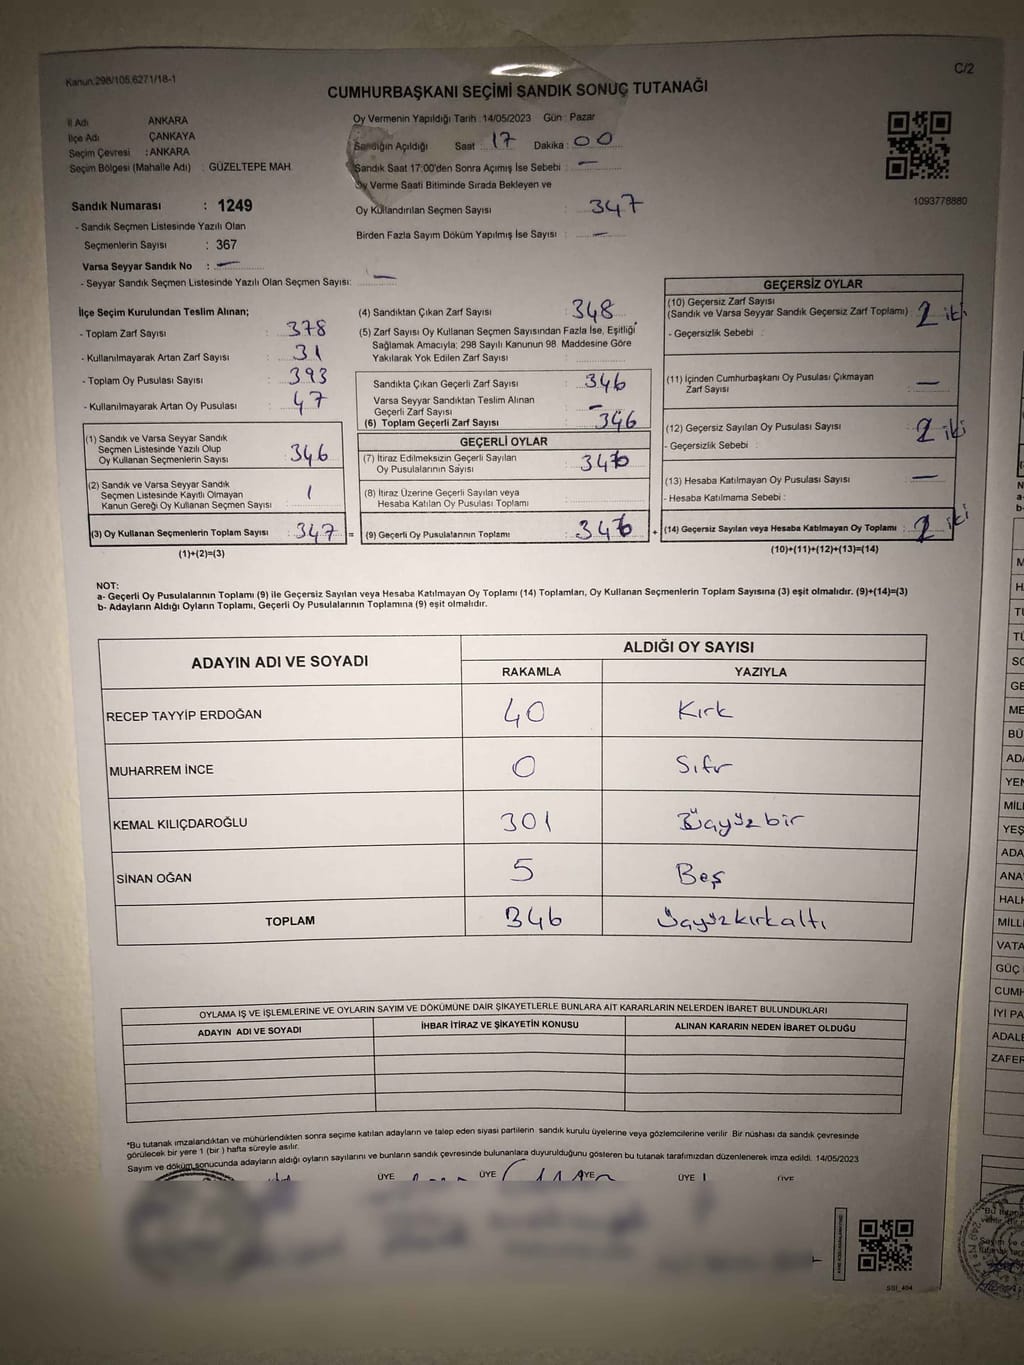 Kanun.298/105.6271/18-1
C/2
CUMHURBAŞKANI SEÇİMİ SANDIK SONUÇ TUTANAĞI
İl Adı ANKARA
İlçe Adı ÇANKAYA
Seçim Çevresi : ANKARA
Seçim Bölgesi (Mahalle Adı) : GÜZELTEPE MAH.
Sandık Numarası : 1249
- Sandık Seçmen Listesinde Yazılı Olan
Seçmenlerin Sayısı : 367
Varsa Seyyar Sandık No : —
- Seyyar Sandık Seçmen Listesinde Yazılı Olan Seçmen Sayısı: —
Oy Vermenin Yapıldığı Tarih : 14/05/2023 Gün : Pazar
Sandığın Açıldığı Saat : 17 Dakika : 00
Sandık Saat 17:00'den Sonra Açımış İse Sebebi : —
Oy Verme Saati Bitiminde Sırada Bekleyen ve
Oy Kullandırılan Seçmen Sayısı : 347
Birden Fazla Sayım Döküm Yapılmış İse Sayısı : —
1093778880
İlçe Seçim Kurulundan Teslim Alınan;
- Toplam Zarf Sayısı : 378
- Kullanılmayarak Artan Zarf Sayısı : 31
- Toplam Oy Pusulası Sayısı : 393
- Kullanılmayarak Artan Oy Pusulası : 47
(1) Sandık ve Varsa Seyyar Sandık
Seçmen Listesinde Yazılı Olup
Oy Kullanan Seçmenlerin Sayısı : 346
(2) Sandık ve Varsa Seyyar Sandık
Seçmen Listesinde Kayıtlı Olmayan
Kanun Gereği Oy Kullanan Seçmen Sayısı : 1
(3) Oy Kullanan Seçmenlerin Toplam Sayısı : 347 =
(1)+(2)=(3)
(4) Sandıktan Çıkan Zarf Sayısı : 348
(5) Zarf Sayısı Oy Kullanan Seçmen Sayısından Fazla İse, Eşitliği
Sağlamak Amacıyla; 298 Sayılı Kanunun 98. Maddesine Göre
Yakılarak Yok Edilen Zarf Sayısı :
Sandıkta Çıkan Geçerli Zarf Sayısı : 346
Varsa Seyyar Sandıktan Teslim Alınan
Geçerli Zarf Sayısı : —
(6) Toplam Geçerli Zarf Sayısı : 346
GEÇERLİ OYLAR
(7) İtiraz Edilmeksizin Geçerli Sayılan
Oy Pusulalarının Sayısı : 346
(8) İtiraz Üzerine Geçerli Sayılan veya
Hesaba Katılan Oy Pusulası Toplamı :
(9) Geçerli Oy Pusulalarının Toplamı : 346 +
GEÇERSİZ OYLAR
(10) Geçersiz Zarf Sayısı
(Sandık ve Varsa Seyyar Sandık Geçersiz Zarf Toplamı) : 2 iki
- Geçersizlik Sebebi :
(11) İçinden Cumhurbaşkanı Oy Pusulası Çıkmayan
Zarf Sayısı : —
(12) Geçersiz Sayılan Oy Pusulası Sayısı : 2 iki
- Geçersizlik Sebebi :
(13) Hesaba Katılmayan Oy Pusulası Sayısı : —
- Hesaba Katılmama Sebebi :
(14) Geçersiz Sayılan veya Hesaba Katılmayan Oy Toplamı : 2 iki
(10)+(11)+(12)+(13)=(14)
NOT:
a- Geçerli Oy Pusulalarının Toplamı (9) ile Geçersiz Sayılan veya Hesaba Katılmayan Oy Toplamı (14) Toplamları, Oy Kullanan Seçmenlerin Toplam Sayısına (3) eşit olmalıdır. (9)+(14)=(3)
b- Adayların Aldığı Oyların Toplamı, Geçerli Oy Pusulalarının Toplamına (9) eşit olmalıdır.
ADAYIN ADI VE SOYADI ALDIĞI OY SAYISI
RAKAMLA YAZIYLA
RECEP TAYYİP ERDOĞAN 40 Kırk
MUHARREM İNCE 0 Sıfır
KEMAL KILIÇDAROĞLU 301 Üçyüzbir
SİNAN OĞAN 5 Beş
TOPLAM 346 Üçyüzkırkaltı
OYLAMA İŞ VE İŞLEMLERİNE VE OYLARIN SAYIM VE DÖKÜMÜNE DAİR ŞİKAYETLERLE BUNLARA AİT KARARLARIN NELERDEN İBARET BULUNDUKLARI
ADAYIN ADI VE SOYADI İHBAR İTİRAZ VE ŞİKAYETİN KONUSU ALINAN KARARIN NEDEN İBARET OLDUĞU
*Bu tutanak imzalandıktan ve mühürlendikten sonra seçime katılan adayların ve talep eden siyasi partilerin sandık kurulu üyelerine veya gözlemcilerine verilir. Bir nüshası da sandık çevresinde
görülecek bir yere 1 (bir ) hafta süreyle asılır.
Sayım ve döküm sonucunda adayların aldığı oyların sayılarını ve bunların sandık çevresinde bulunanlara duyurulduğunu gösteren bu tutanak tarafımızdan düzenlenerek imza edildi. 14/05/2023
ÜYE ÜYE ÜYE ÜYE ÜYE